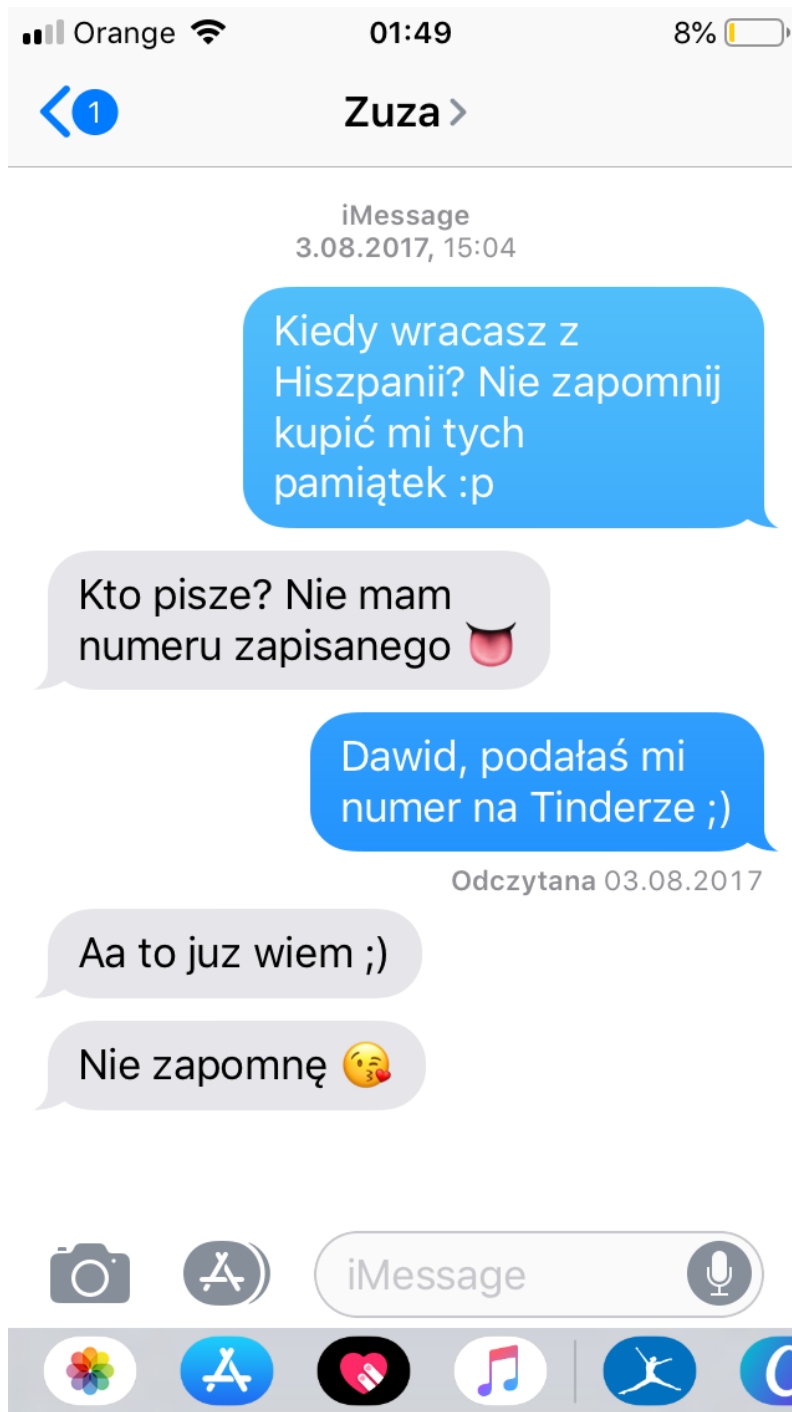 Orange 01:49 8%
1 Zuza
iMessage
3.08.2017, 15:04
Kiedy wracasz z
Hiszpanii? Nie zapomnij
kupić mi tych
pamiątek :p
Kto pisze? Nie mam
numeru zapisanego 👅
Dawid, podałaś mi
numer na Tinderze ;)
Odczytana 03.08.2017
Aa to juz wiem ;)
Nie zapomnę 😘
iMessage